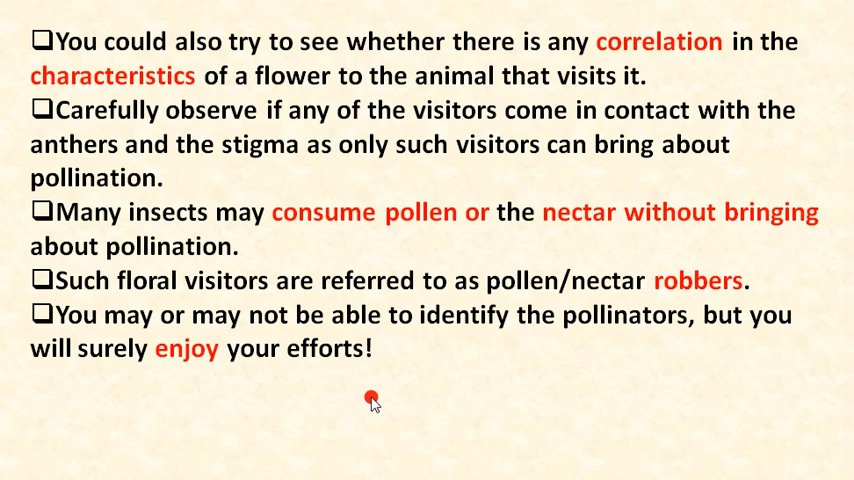 ❑You could also try to see whether there is any correlation in the
characteristics of a flower to the animal that visits it.
❑Carefully observe if any of the visitors come in contact with the
anthers and the stigma as only such visitors can bring about
pollination.
❑Many insects may consume pollen or the nectar without bringing
about pollination.
❑Such floral visitors are referred to as pollen/nectar robbers.
❑You may or may not be able to identify the pollinators, but you
will surely enjoy your efforts!